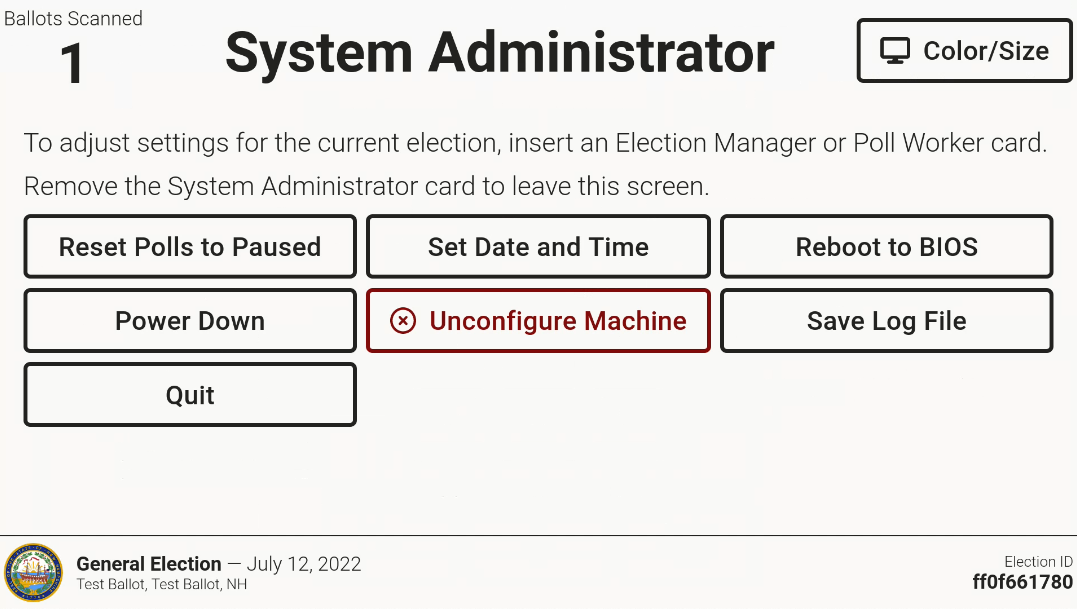 Ballots Scanned
1
System Administrator
Color/Size
To adjust settings for the current election, insert an Election Manager or Poll Worker card.
Remove the System Administrator card to leave this screen.
Reset Polls to Paused
Set Date and Time
Reboot to BIOS
Power Down
Unconfigure Machine
Save Log File
Quit
General Election — July 12, 2022
Test Ballot, Test Ballot, NH
Election ID
ff0f661780